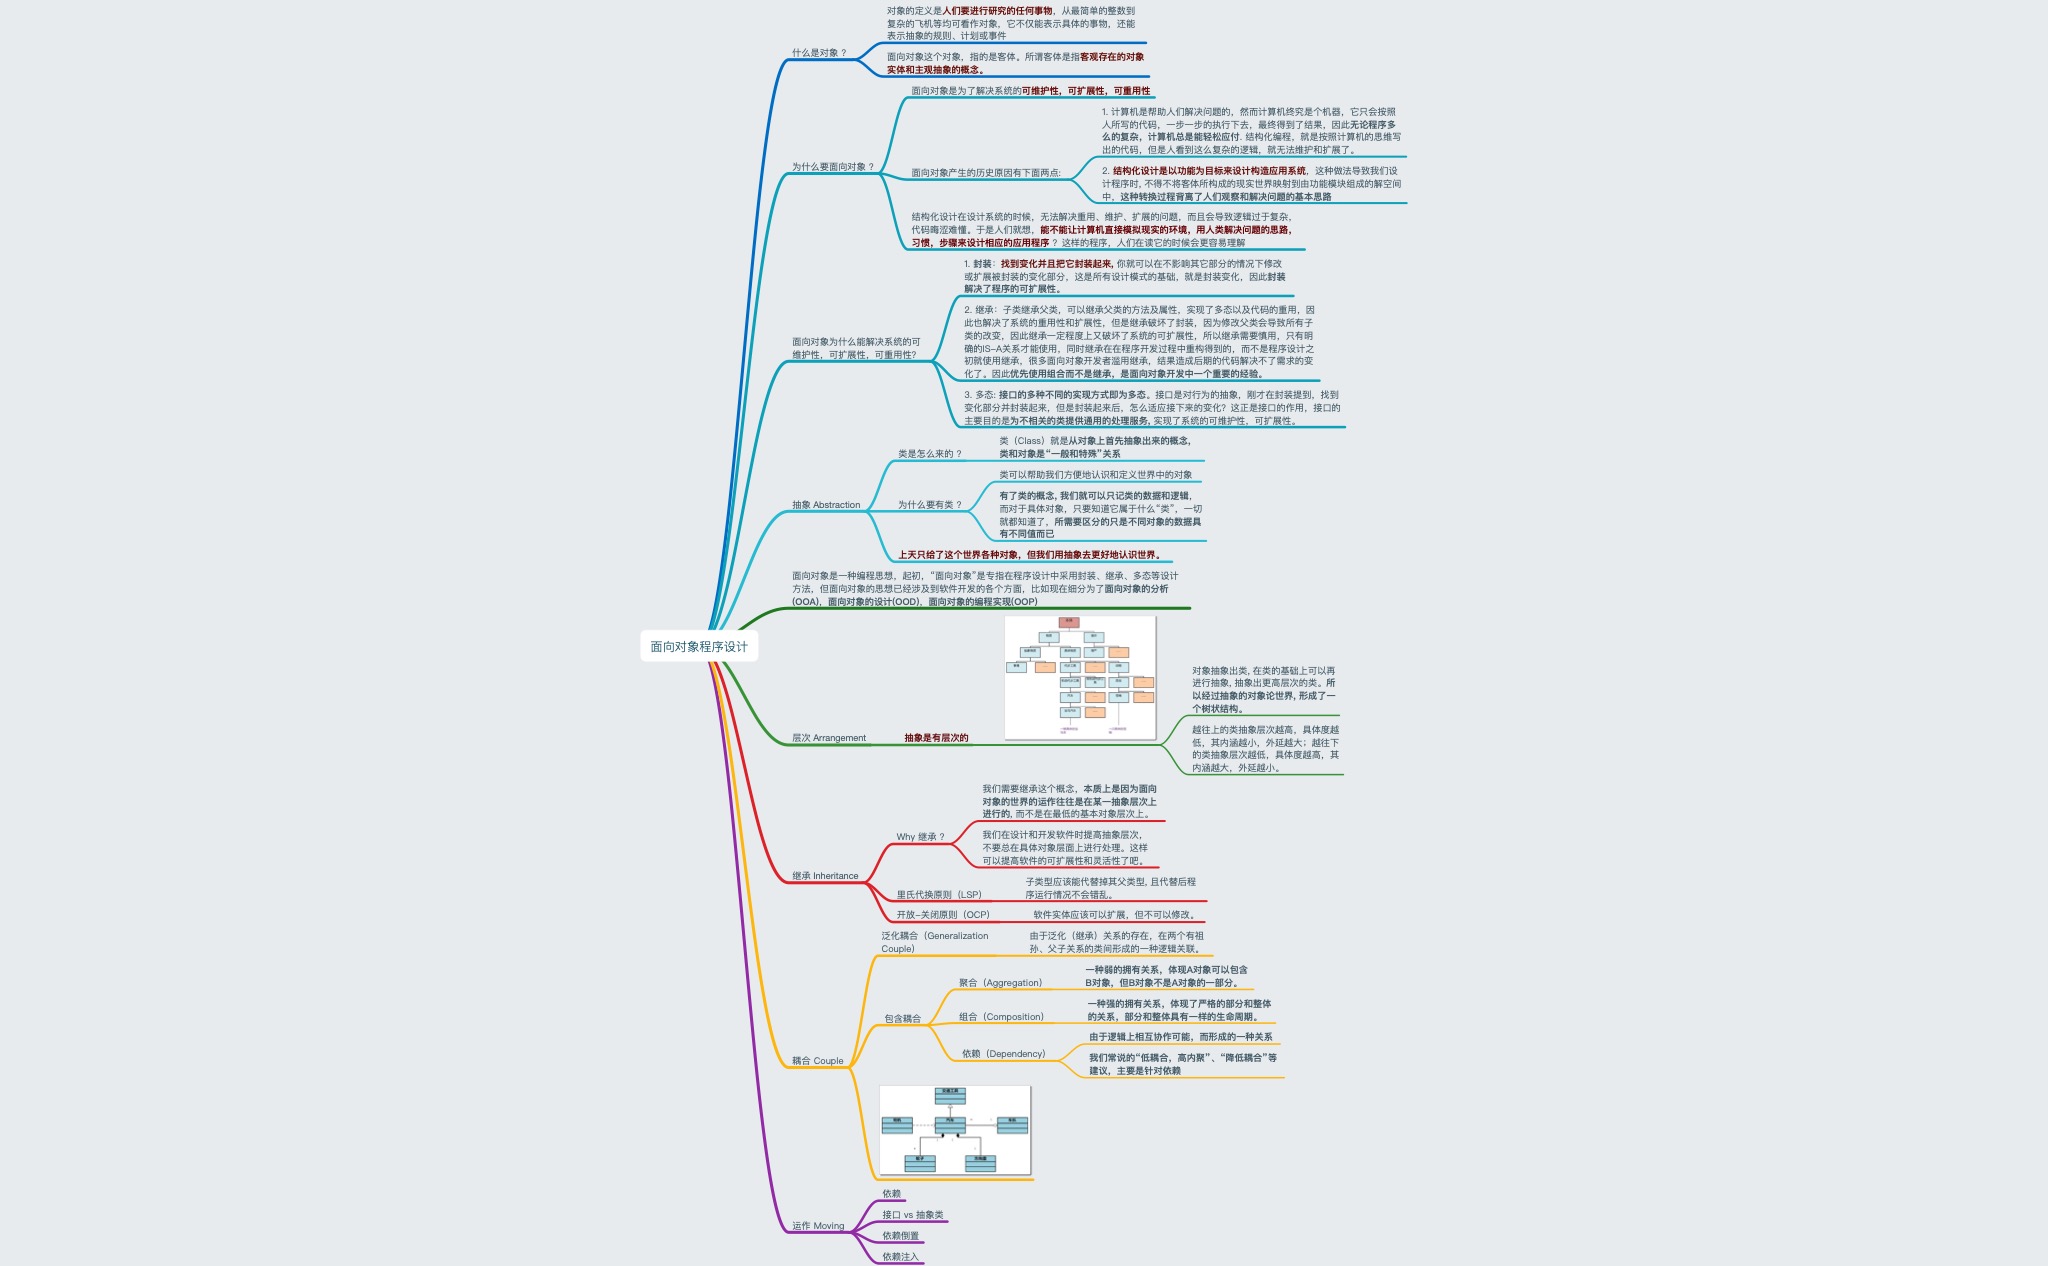 对象的定义是人们要进行研究的任何事物，从最简单的整数到
复杂的飞机等均可看作对象，它不仅能表示具体的事物，还能
表示抽象的规则、计划或事件
什么是对象？
面向对象这个对象，指的是客体。所谓客体是指客观存在的对象
实体和主观抽象的概念。
面向对象是为了解决系统的可维护性，可扩展性，可重用性
1. 计算机是帮助人们解决问题的，然而计算机终究是个机器，它只会按照
人所写的代码，一步一步的执行下去，最终得到了结果，因此无论程序多
么的复杂，计算机总是能轻松应付. 结构化编程，就是按照计算机的思维写
出的代码，但是人看到这么复杂的逻辑，就无法维护和扩展了。
为什么要面向对象？
面向对象产生的历史原因有下面两点:
2. 结构化设计是以功能为目标来设计构造应用系统，这种做法导致我们设
计程序时, 不得不将客体所构成的现实世界映射到由功能模块组成的解空间
中，这种转换过程背离了人们观察和解决问题的基本思路
结构化设计在设计系统的时候，无法解决重用、维护、扩展的问题，而且会导致逻辑过于复杂，
代码晦涩难懂。于是人们就想，能不能让计算机直接模拟现实的环境，用人类解决问题的思路，
习惯，步骤来设计相应的应用程序？这样的程序，人们在读它的时候会更容易理解
1. 封装：找到变化并且把它封装起来, 你就可以在不影响其它部分的情况下修改
或扩展被封装的变化部分，这是所有设计模式的基础，就是封装变化，因此封装
解决了程序的可扩展性。
面向对象为什么能解决系统的可
维护性，可扩展性，可重用性?
2. 继承：子类继承父类，可以继承父类的方法及属性，实现了多态以及代码的重用，因
此也解决了系统的重用性和扩展性，但是继承破坏了封装，因为修改父类会导致所有子
类的改变，因此继承一定程度上又破坏了系统的可扩展性，所以继承需要慎用，只有明
确的IS-A关系才能使用，同时继承在在程序开发过程中重构得到的，而不是程序设计之
初就使用继承，很多面向对象开发者滥用继承，结果造成后期的代码解决不了需求的变
化了。因此优先使用组合而不是继承，是面向对象开发中一个重要的经验。
3. 多态: 接口的多种不同的实现方式即为多态。接口是对行为的抽象，刚才在封装提到，找到
变化部分并封装起来，但是封装起来后，怎么适应接下来的变化？这正是接口的作用，接口的
主要目的是为不相关的类提供通用的处理服务, 实现了系统的可维护性，可扩展性。
类（Class）就是从对象上首先抽象出来的概念，
类和对象是“一般和特殊”关系
类是怎么来的？
类可以帮助我们方便地认识和定义世界中的对象
抽象 Abstraction
为什么要有类？
有了类的概念, 我们就可以只记类的数据和逻辑，
而对于具体对象，只要知道它属于什么“类”，一切
就都知道了，所需要区分的只是不同对象的数据具
有不同值而已
上天只给了这个世界各种对象，但我们用抽象去更好地认识世界。
面向对象是一种编程思想，起初，“面向对象”是专指在程序设计中采用封装、继承、多态等设计
方法，但面向对象的思想已经涉及到软件开发的各个方面，比如现在细分为了面向对象的分析
(OOA)，面向对象的设计(OOD)，面向对象的编程实现(OOP)
面向对象程序设计
对象抽象出类, 在类的基础上可以再
进行抽象, 抽象出更高层次的类。所
以经过抽象的对象论世界, 形成了一
个树状结构。
层次 Arrangement
抽象是有层次的
越往上的类抽象层次越高，具体度越
低，其内涵越小，外延越大；越往下
的类抽象层次越低，具体度越高，其
内涵越大，外延越小。
我们需要继承这个概念，本质上是因为面向
对象的世界的运作往往是在某一抽象层次上
进行的, 而不是在最低的基本对象层次上。
Why 继承？
我们在设计和开发软件时提高抽象层次，
不要总在具体对象层面上进行处理。这样
可以提高软件的可扩展性和灵活性了吧。
继承 Inheritance
里氏代换原则（LSP）
子类型应该能代替掉其父类型, 且代替后程
序运行情况不会错乱。
开放-关闭原则（OCP）
软件实体应该可以扩展，但不可以修改。
泛化耦合（Generalization
Couple）
由于泛化（继承）关系的存在，在两个有祖
孙、父子关系的类间形成的一种逻辑关联。
聚合（Aggregation）
一种弱的拥有关系，体现A对象可以包含
B对象，但B对象不是A对象的一部分。
包含耦合
组合（Composition）
一种强的拥有关系，体现了严格的部分和整体
的关系，部分和整体具有一样的生命周期。
耦合 Couple
依赖（Dependency）
由于逻辑上相互协作可能，而形成的一种关系
我们常说的“低耦合，高内聚”、“降低耦合”等
建议，主要是针对依赖
运作 Moving
依赖
接口 vs 抽象类
依赖倒置
依赖注入